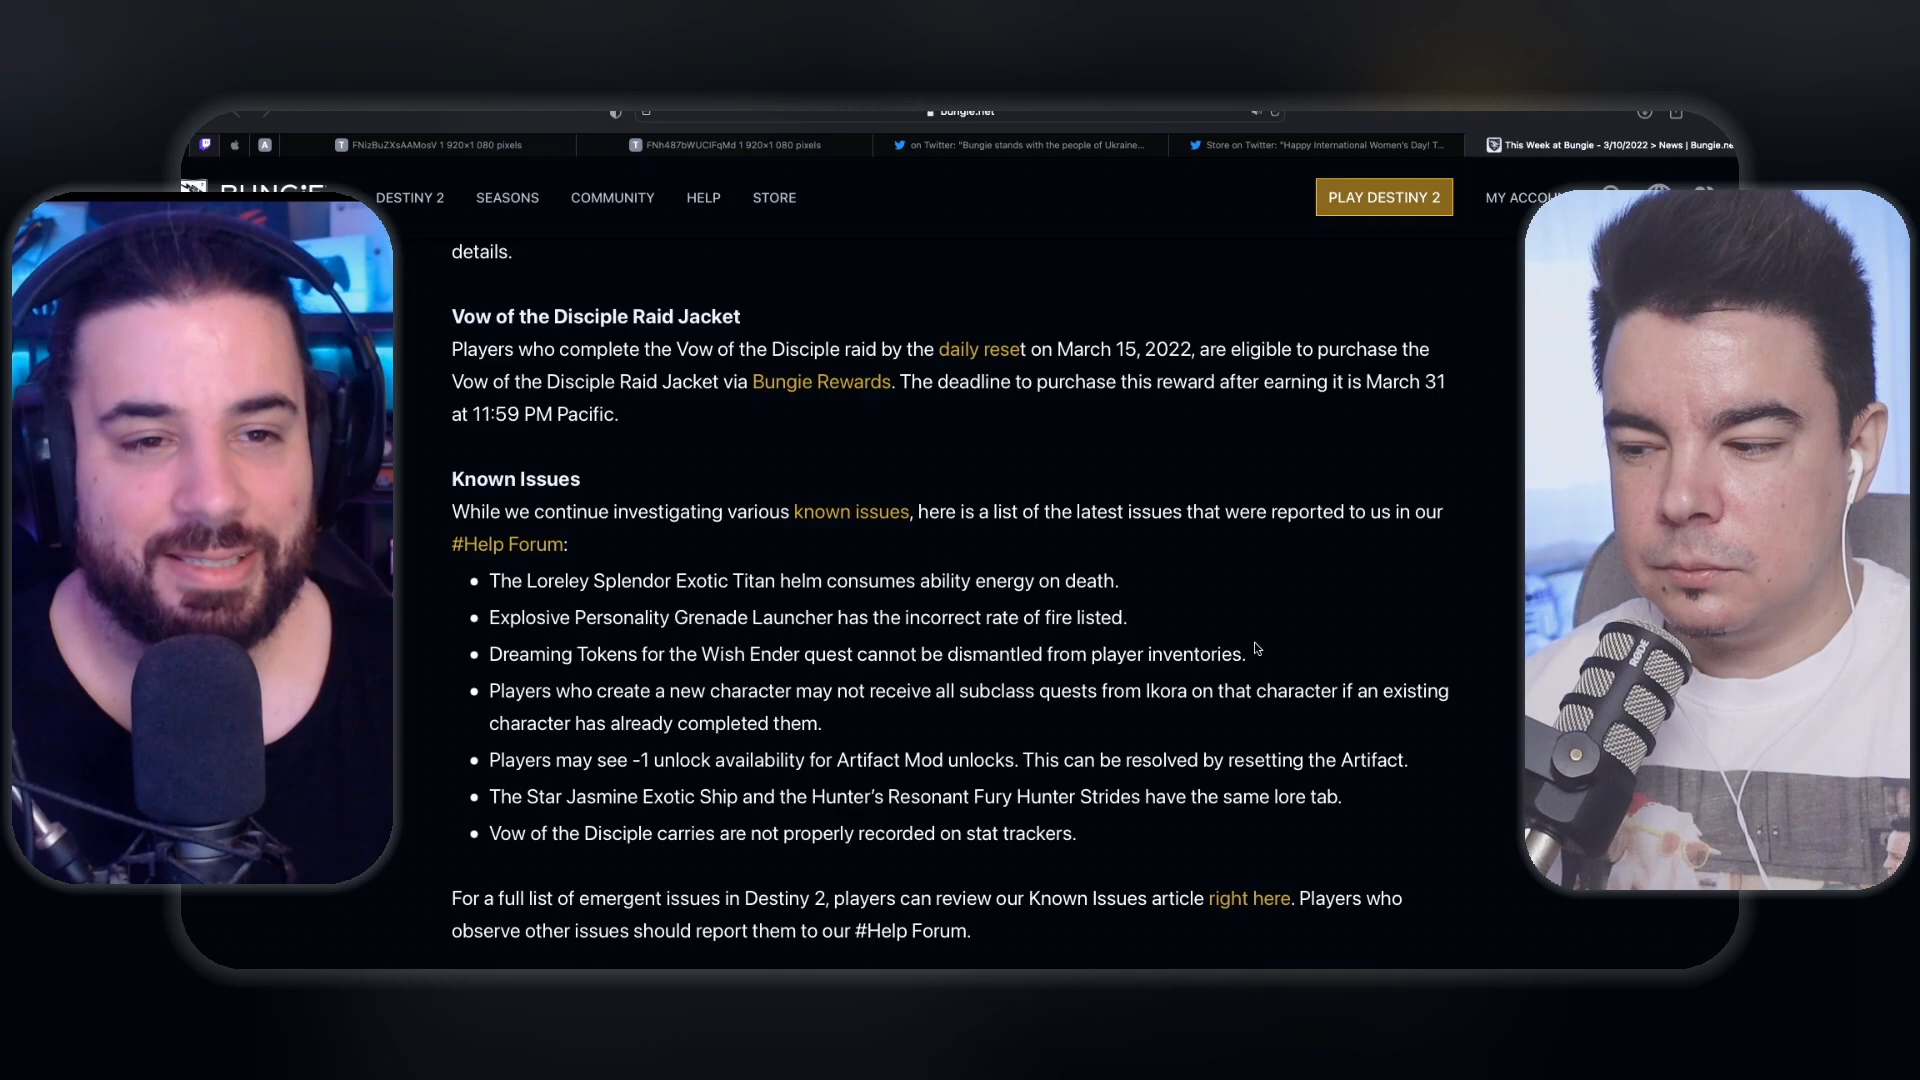 bungie.net
A
T FNizBuZXsAAMosV 1 920×1 080 pixels
T FNh487bWUCIFqMd 1 920×1 080 pixels
on Twitter: "Bungie stands with the people of Ukraine...
Store on Twitter: "Happy International Women's Day! T...
This Week at Bungie - 3/10/2022 > News | Bungie.ne
BUNGIE
DESTINY 2
SEASONS
COMMUNITY
HELP
STORE
PLAY DESTINY 2
MY ACCOU
details.
Vow of the Disciple Raid Jacket
Players who complete the Vow of the Disciple raid by the daily reset on March 15, 2022, are eligible to purchase the
Vow of the Disciple Raid Jacket via Bungie Rewards. The deadline to purchase this reward after earning it is March 31
at 11:59 PM Pacific.
Known Issues
While we continue investigating various known issues, here is a list of the latest issues that were reported to us in our
#Help Forum:
• The Loreley Splendor Exotic Titan helm consumes ability energy on death.
• Explosive Personality Grenade Launcher has the incorrect rate of fire listed.
• Dreaming Tokens for the Wish Ender quest cannot be dismantled from player inventories.
• Players who create a new character may not receive all subclass quests from Ikora on that character if an existing
character has already completed them.
• Players may see -1 unlock availability for Artifact Mod unlocks. This can be resolved by resetting the Artifact.
• The Star Jasmine Exotic Ship and the Hunter’s Resonant Fury Hunter Strides have the same lore tab.
• Vow of the Disciple carries are not properly recorded on stat trackers.
For a full list of emergent issues in Destiny 2, players can review our Known Issues article right here. Players who
observe other issues should report them to our #Help Forum.
RØDE